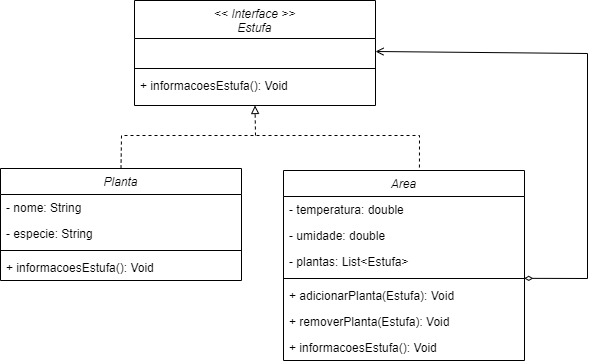 << Interface >>
Estufa
+ informacoesEstufa(): Void
Planta
- nome: String
- especie: String
+ informacoesEstufa(): Void
Area
- temperatura: double
- umidade: double
- plantas: List<Estufa>
+ adicionarPlanta(Estufa): Void
+ removerPlanta(Estufa): Void
+ informacoesEstufa(): Void